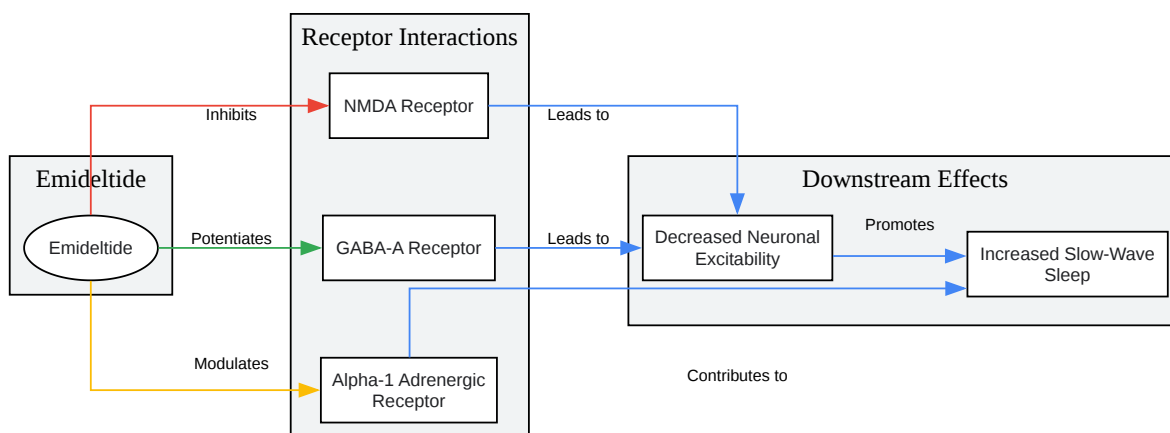 Receptor Interactions
NMDA Receptor
Inhibits
Leads to
Emideltide
Downstream Effects
Emideltide
Potentiates
GABA-A Receptor
Leads to
Decreased Neuronal
Excitability
Promotes
Increased Slow-Wave
Sleep
Modulates
Alpha-1 Adrenergic
Receptor
Contributes to